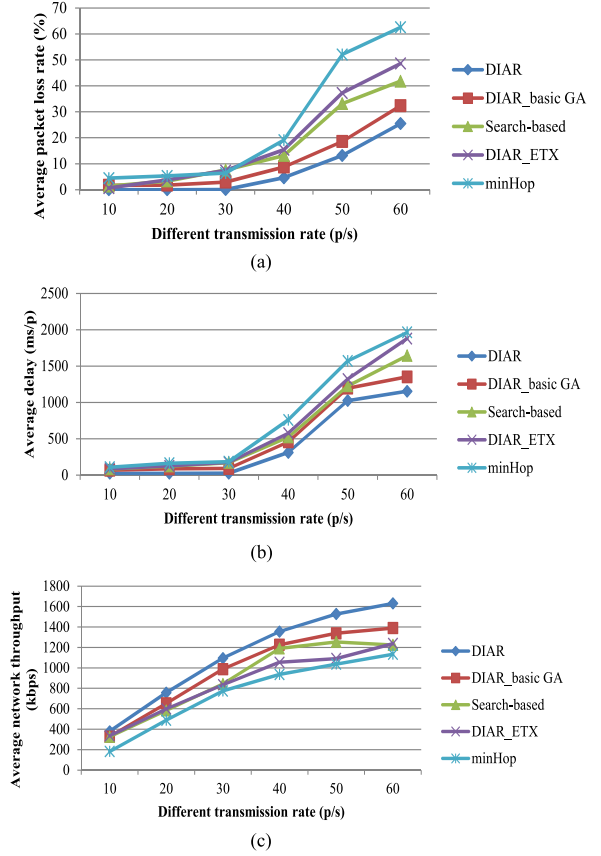 Average packet loss rate (%)
70
60
50
40
30
20
10
0
10 20 30 40 50 60
Different transmission rate (p/s)
DIAR
DIAR_basic GA
Search-based
DIAR_ETX
minHop
(a)
Average delay (ms/p)
2500
2000
1500
1000
500
0
10 20 30 40 50 60
Different transmission rate (p/s)
DIAR
DIAR_basic GA
Search-based
DIAR_ETX
minHop
(b)
Average network throughput
(kbps)
1800
1600
1400
1200
1000
800
600
400
200
0
10 20 30 40 50 60
Different transmission rate (p/s)
DIAR
DIAR_basic GA
Search-based
DIAR_ETX
minHop
(c)